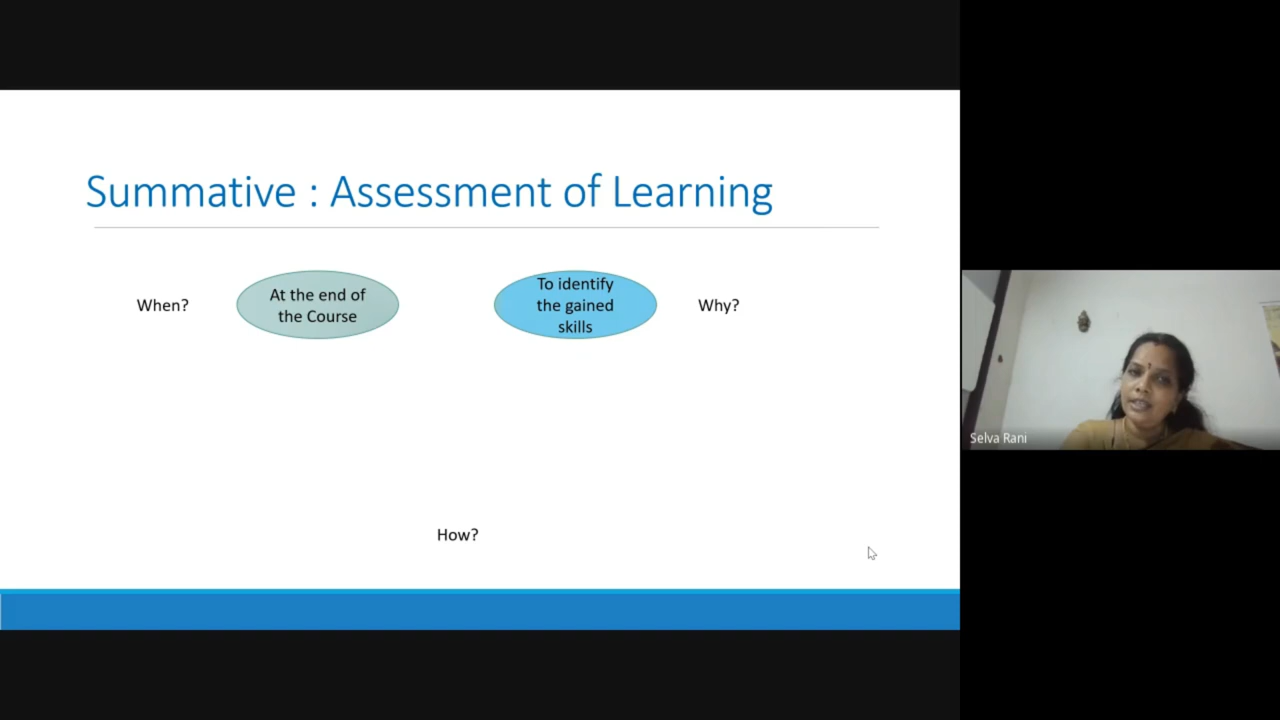 Summative : Assessment of Learning
When?
At the end of
the Course
To identify
the gained
skills
Why?
How?
Selva Rani